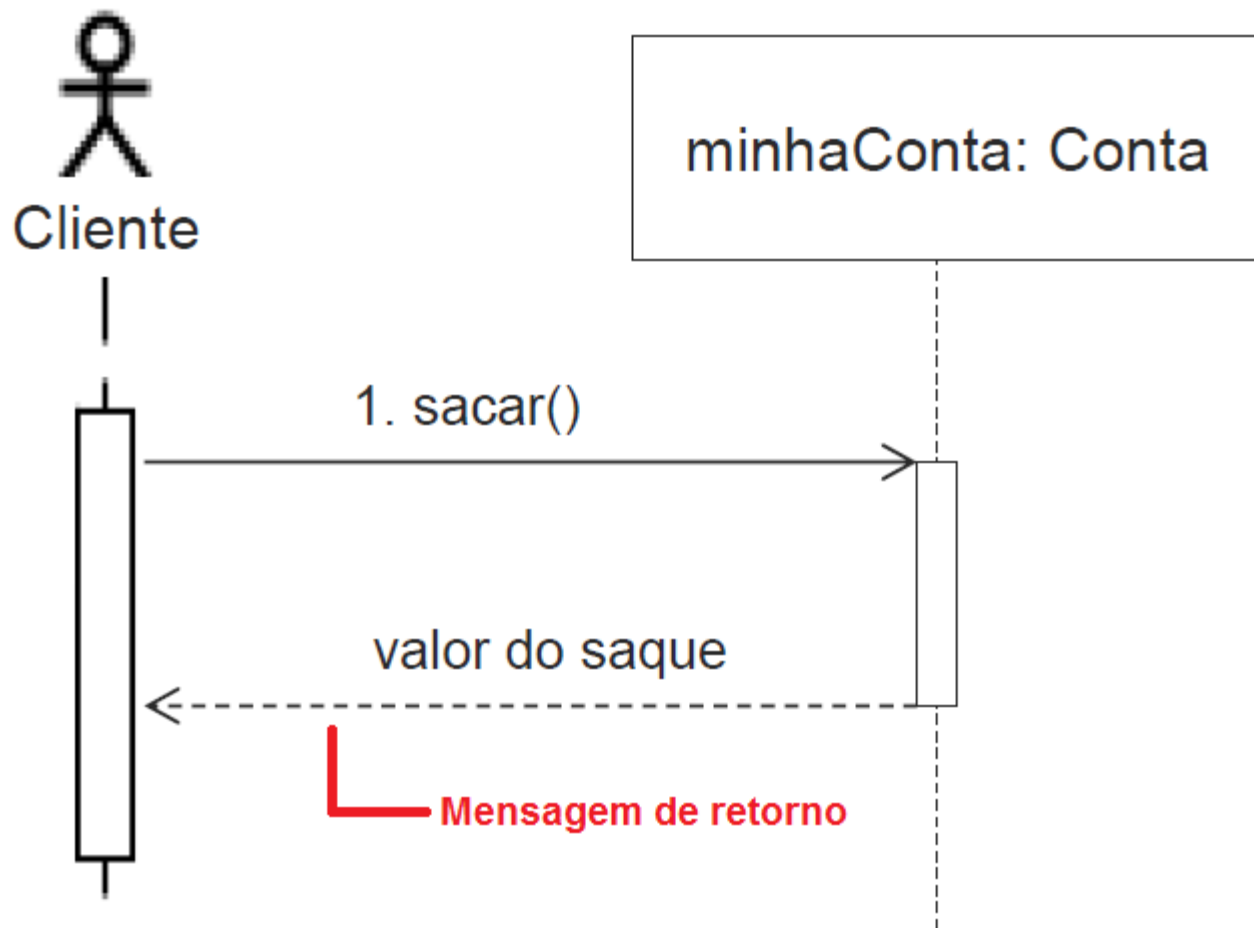 Cliente
minhaConta: Conta
1. sacar()
valor do saque
Mensagem de retorno